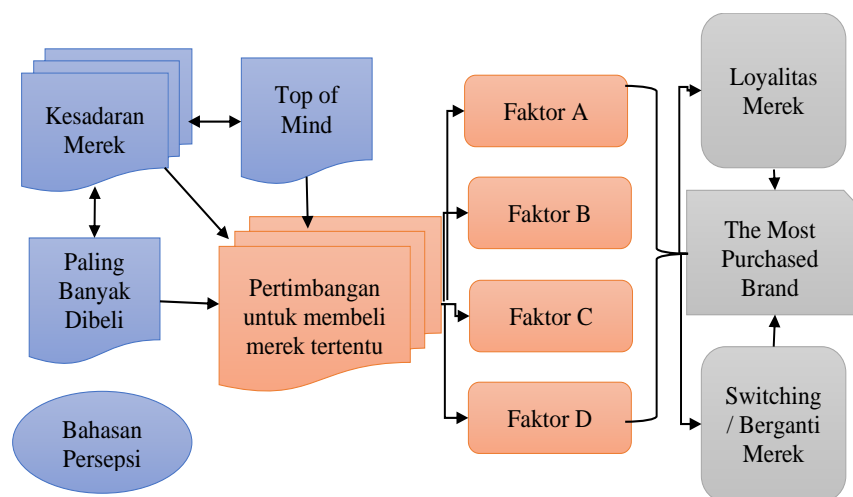 Kesadaran
Merek
Top of
Mind
Paling
Banyak
Dibeli
Pertimbangan
untuk membeli
merek tertentu
Bahasan
Persepsi
Faktor A
Faktor B
Faktor C
Faktor D
Loyalitas
Merek
The Most
Purchased
Brand
Switching
/ Berganti
Merek